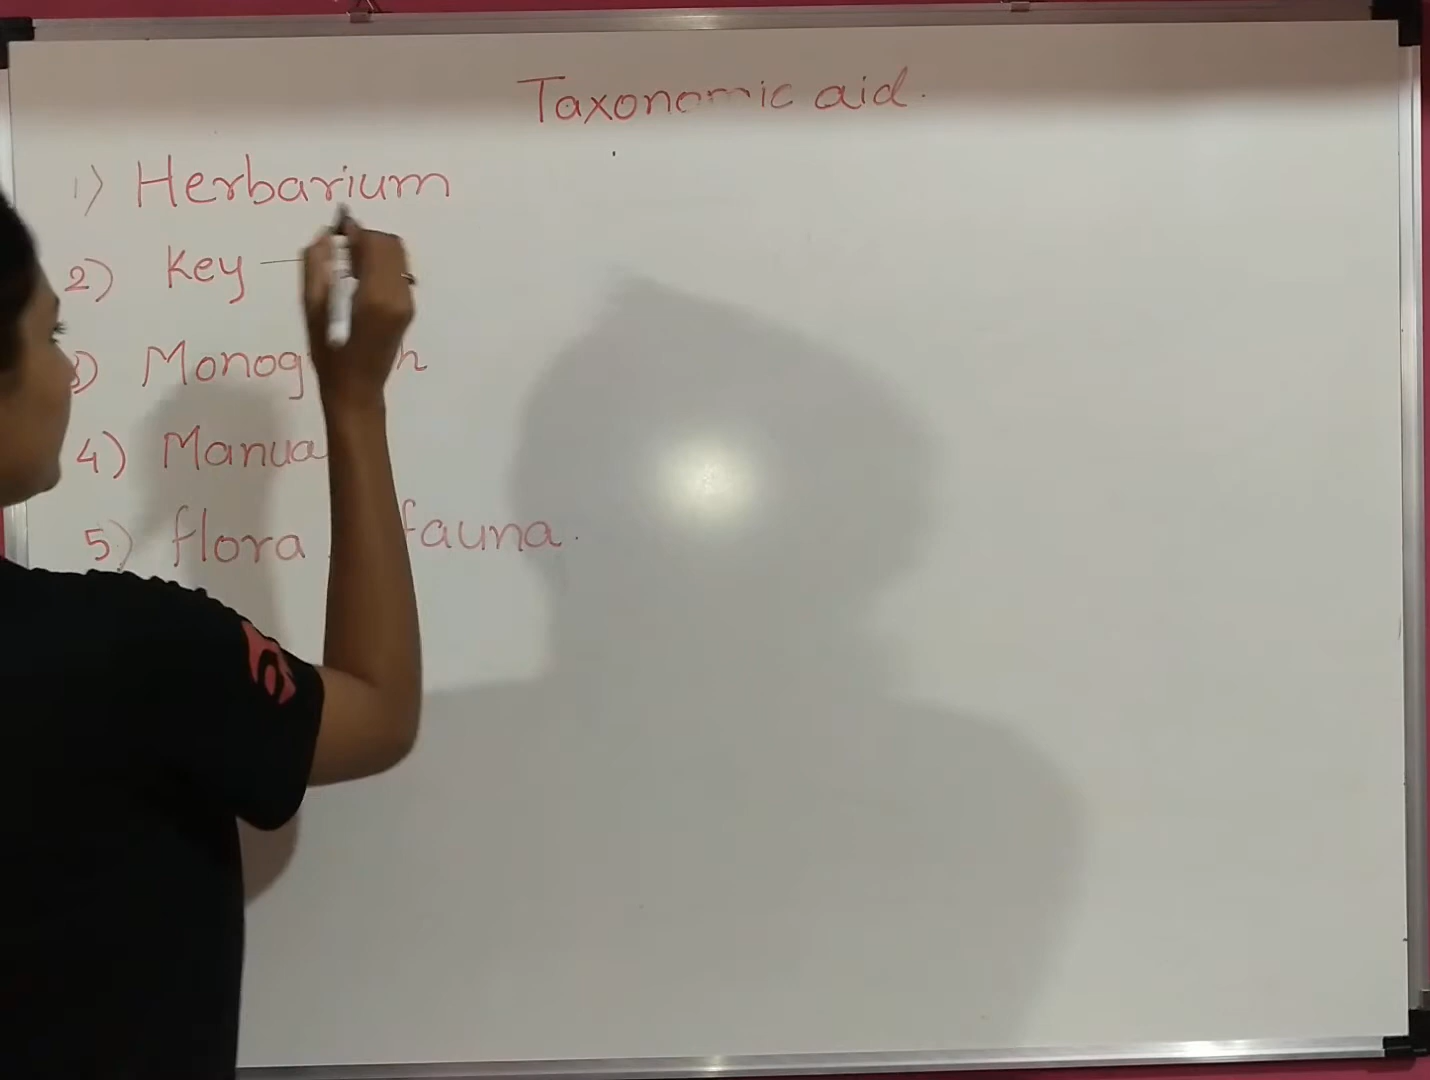 Taxonomic aid.
1) Herbarium
2) Key —
3) Monog h
4) Manua
5) flora fauna.